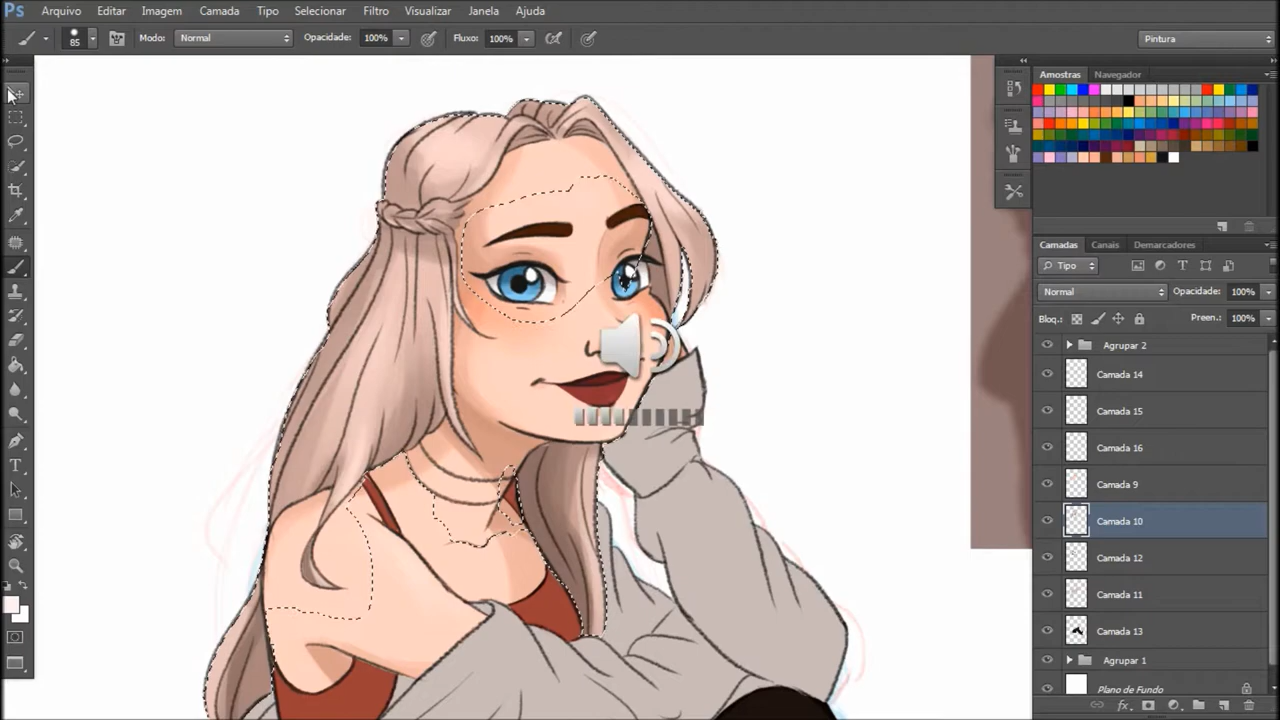 Ps Arquivo Editar Imagem Camada Tipo Selecionar Filtro Visualizar Janela Ajuda
85 Modo: Normal Opacidade: 100% Fluxo: 100% Pintura
Amostras Navegador
Camadas Canais Demarcadores
Tipo
Normal Opacidade: 100%
Bloq.: Preen.: 100%
Agrupar 2
Camada 14
Camada 15
Camada 16
Camada 9
Camada 10
Camada 12
Camada 11
Camada 13
Agrupar 1
Plano de Fundo
fx